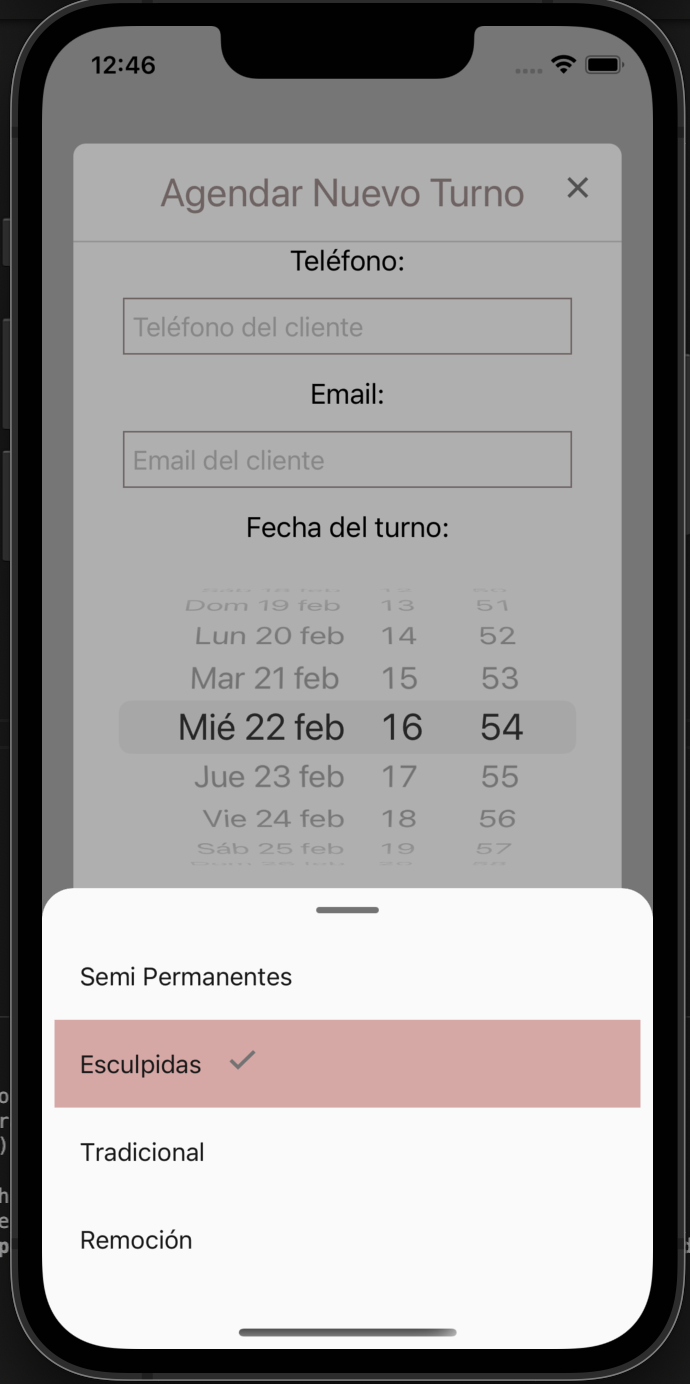 12:46
Agendar Nuevo Turno
Teléfono:
Teléfono del cliente
Email:
Email del cliente
Fecha del turno:
Dom 19 feb 13 51
Lun 20 feb 14 52
Mar 21 feb 15 53
Mié 22 feb 16 54
Jue 23 feb 17 55
Vie 24 feb 18 56
Sáb 25 feb 19 57
Semi Permanentes
Esculpidas
Tradicional
Remoción